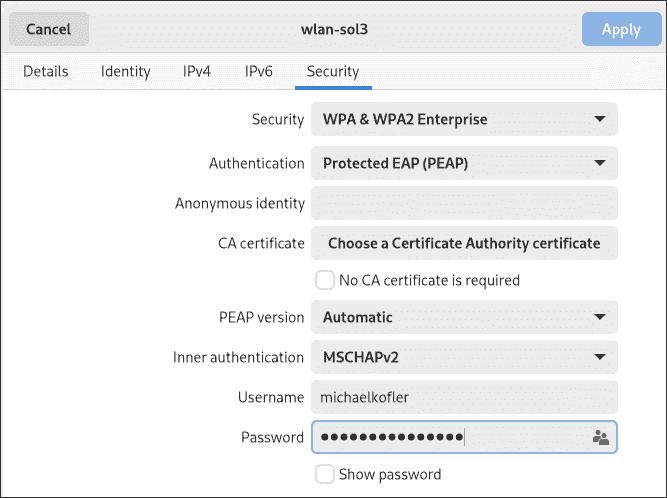 Cancel wlan-sol3 Apply
Details Identity IPv4 IPv6 Security
Security WPA & WPA2 Enterprise
Authentication Protected EAP (PEAP)
Anonymous identity
CA certificate Choose a Certificate Authority certificate
No CA certificate is required
PEAP version Automatic
Inner authentication MSCHAPv2
Username michaelkofler
Password ●●●●●●●●●●●●●●●
Show password